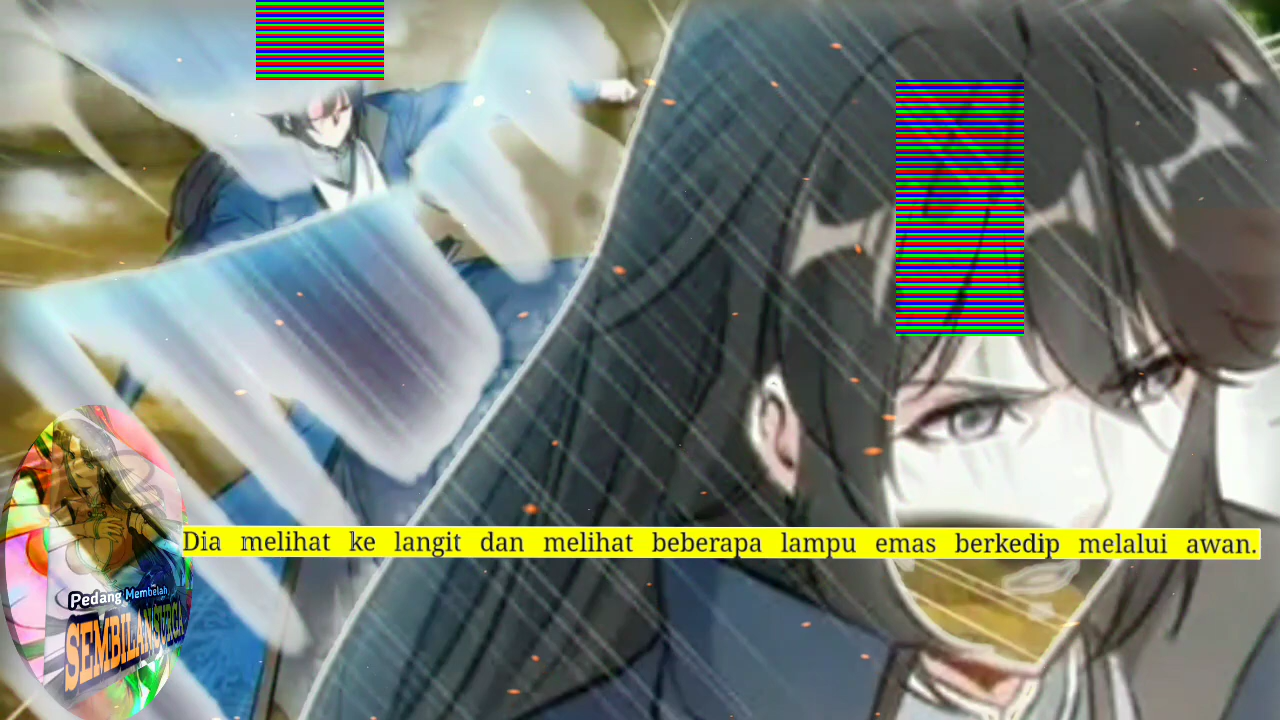 Dia melihat ke langit dan melihat beberapa lampu emas berkedip melalui awan.
Pedang Membelah
SEMBILAN SURGA